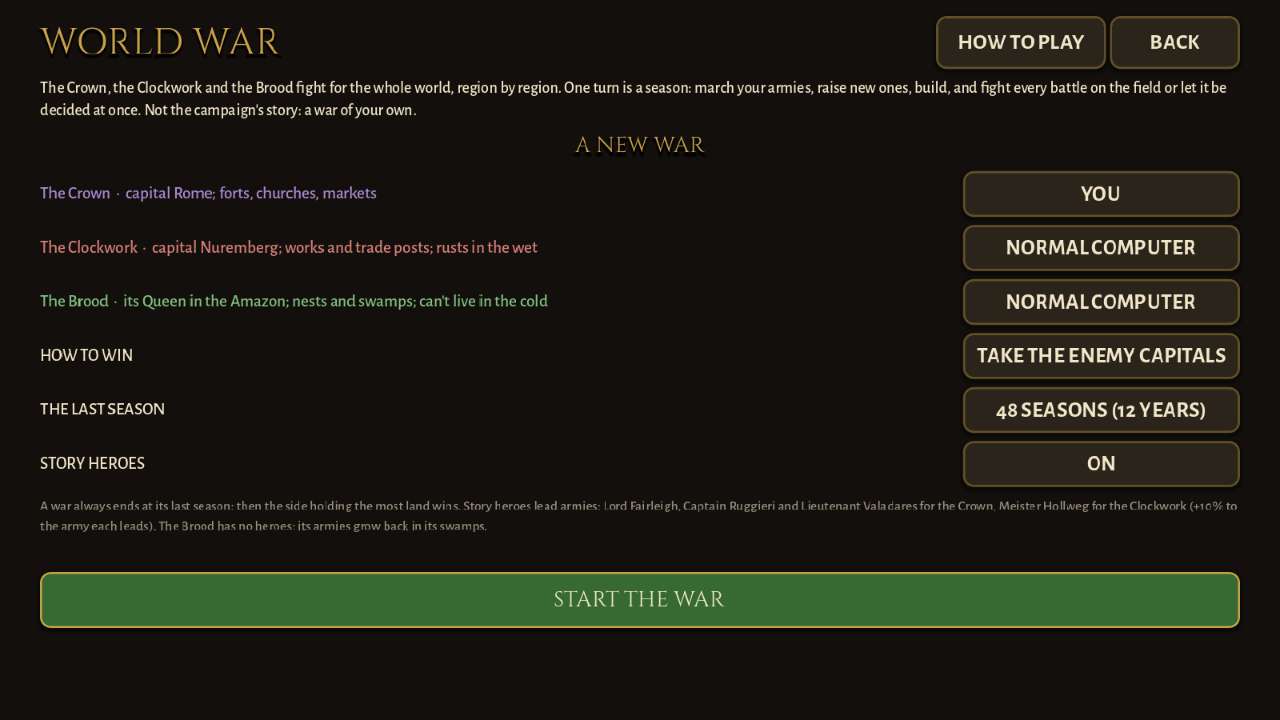 WORLD WAR
HOW TO PLAY
BACK
The Crown, the Clockwork and the Brood fight for the whole world, region by region. One turn is a season: march your armies, raise new ones, build, and fight every battle on the field or let it be
decided at once. Not the campaign's story: a war of your own.
A NEW WAR
The Crown · capital Rome; forts, churches, markets
YOU
The Clockwork · capital Nuremberg; works and trade posts; rusts in the wet
NORMAL COMPUTER
The Brood · its Queen in the Amazon; nests and swamps; can't live in the cold
NORMAL COMPUTER
HOW TO WIN
TAKE THE ENEMY CAPITALS
THE LAST SEASON
48 SEASONS (12 YEARS)
STORY HEROES
ON
A war always ends at its last season: then the side holding the most land wins. Story heroes lead armies: Lord Fairleigh, Captain Ruggieri and Lieutenant Valadares for the Crown, Meister Hollweg for the Clockwork (+10% to
the army each leads). The Brood has no heroes: its armies grow back in its swamps.
START THE WAR